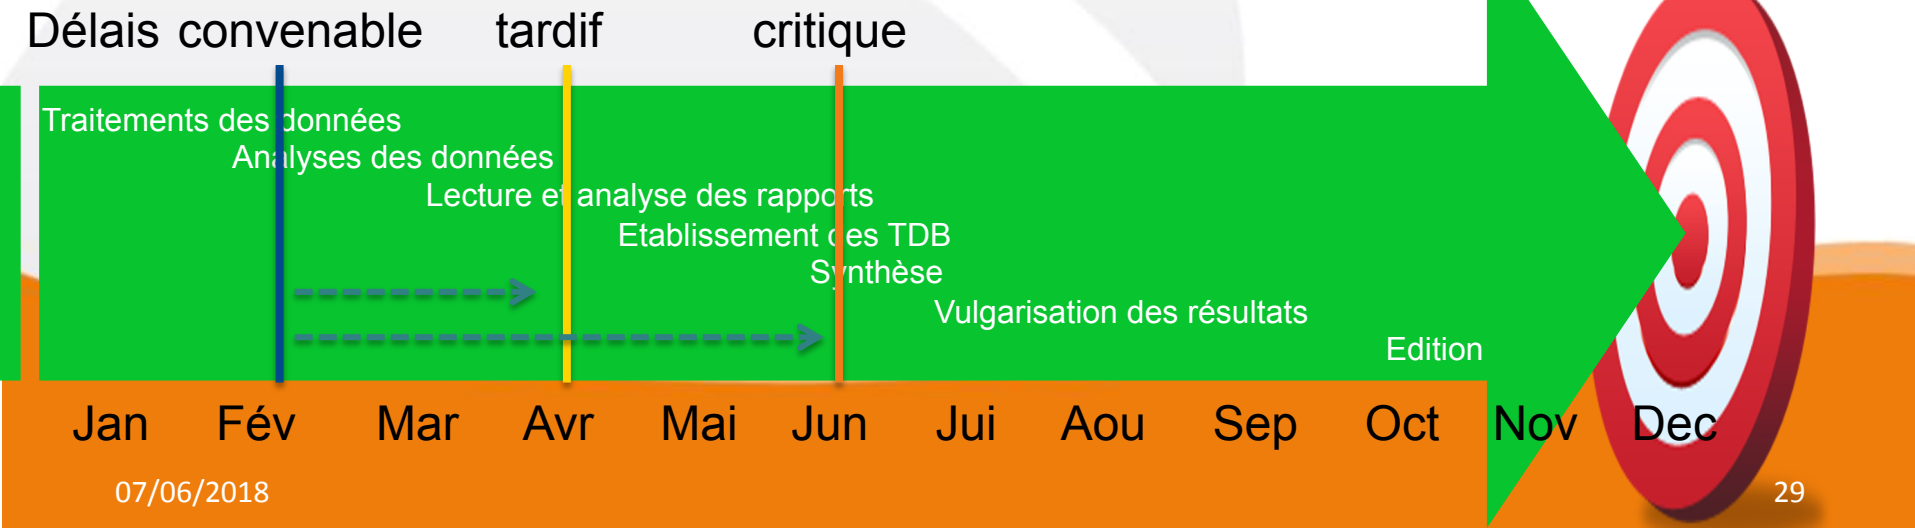 Délais convenable tardif critique
Traitements des données
Analyses des données
Lecture et analyse des rapports
Etablissement des TDB
Synthèse
Vulgarisation des résultats
Edition
Jan Fév Mar Avr Mai Jun Jui Aou Sep Oct Nov Dec
07/06/2018 29